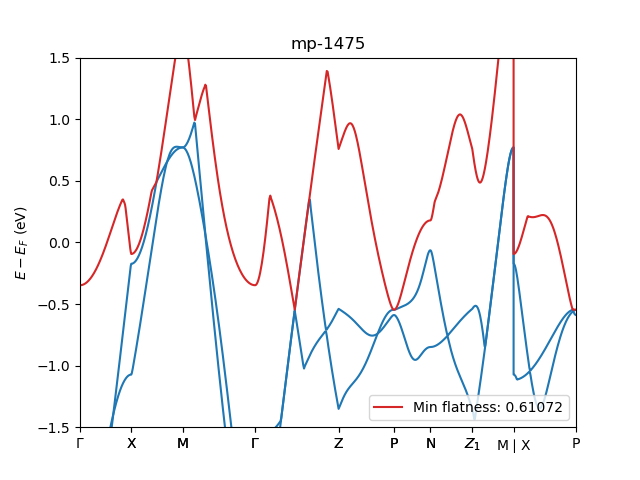 mp-1475
E − E_F (eV)
1.5
1.0
0.5
0.0
−0.5
−1.0
−1.5
Min flatness: 0.61072
Γ X M Γ Z P N Z₁ M | X P